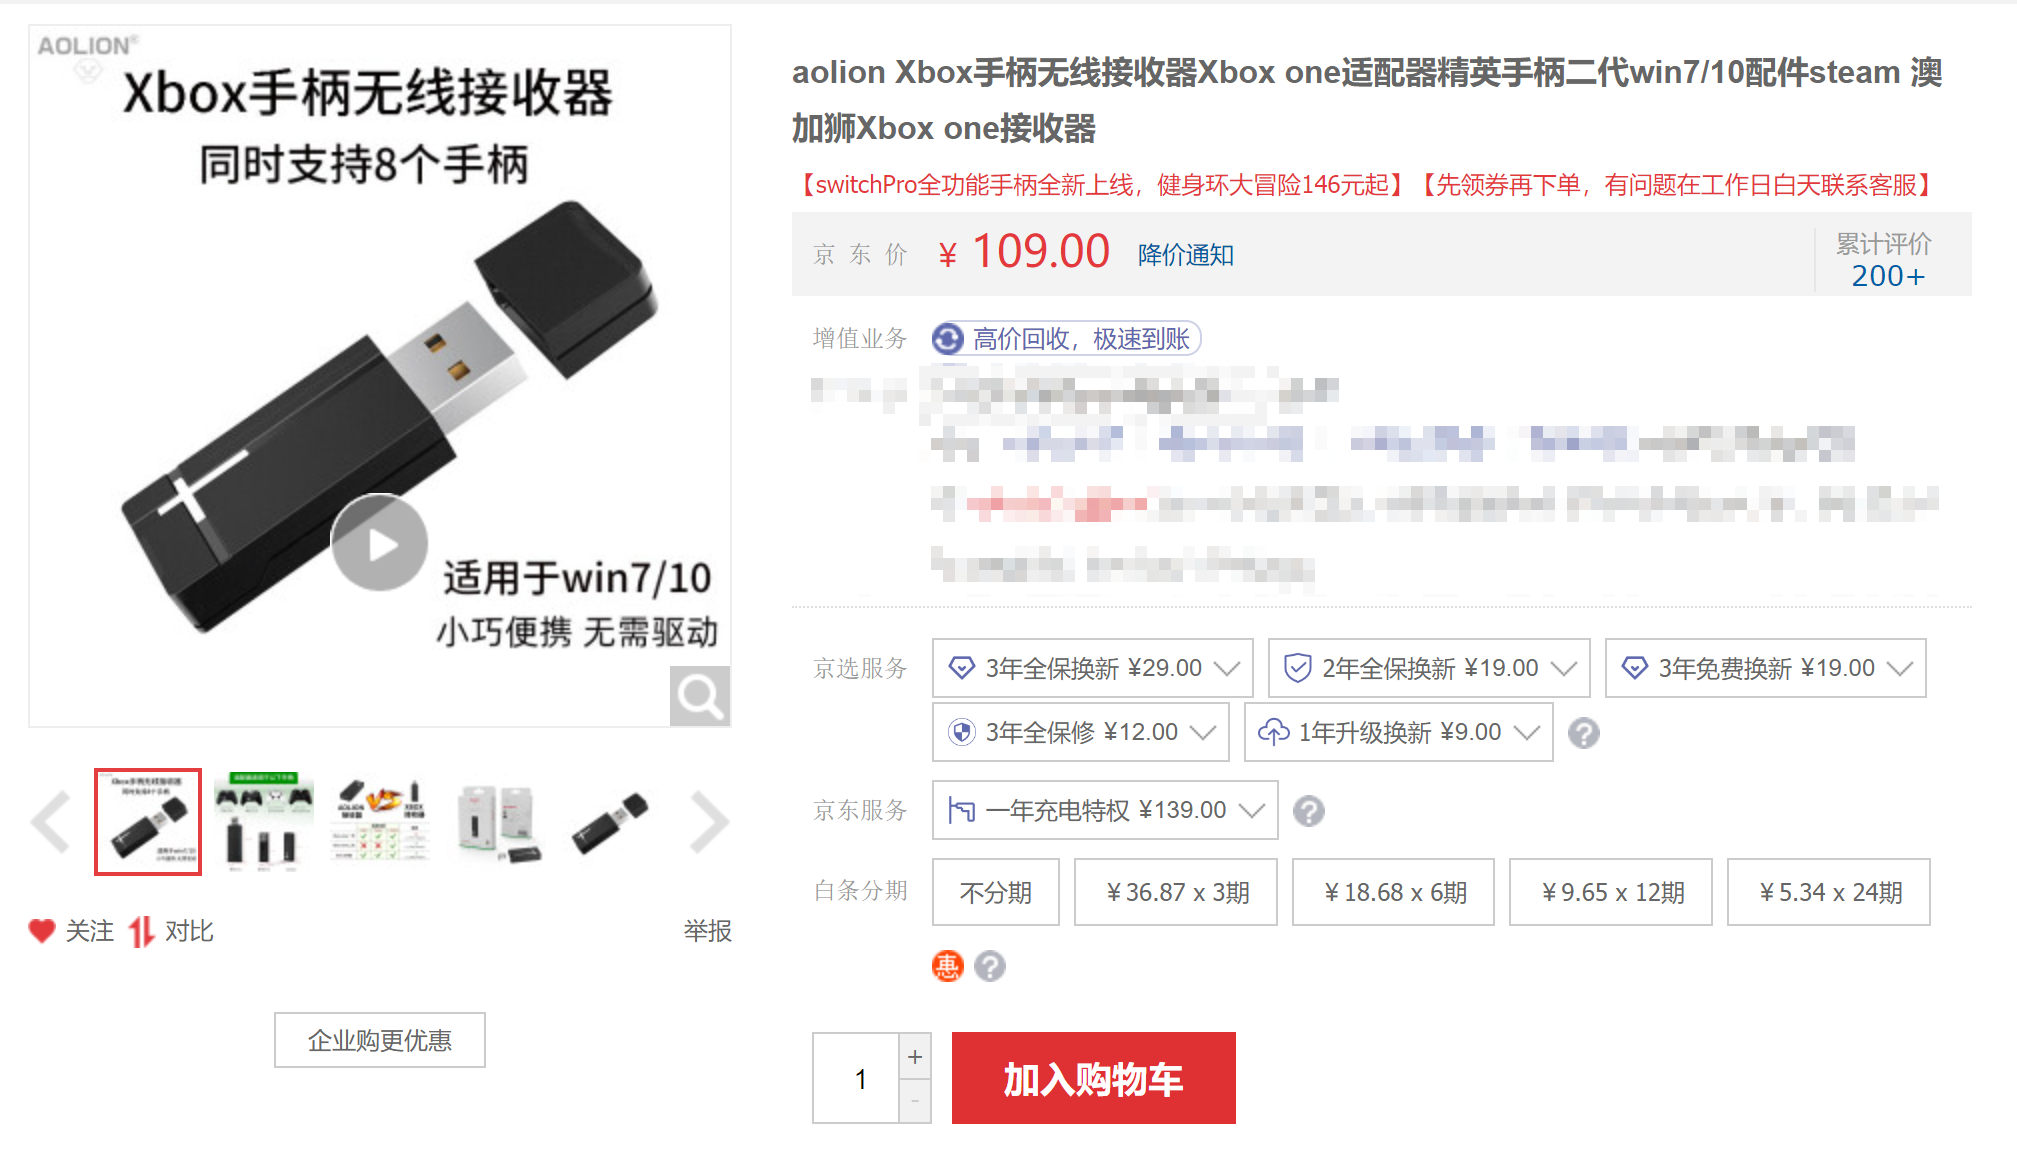 AOLION®
Xbox手柄无线接收器
同时支持8个手柄
适用于win7/10
小巧便携 无需驱动
关注 对比 举报
企业购更优惠
aolion Xbox手柄无线接收器Xbox one适配器精英手柄二代win7/10配件steam 澳
加狮Xbox one接收器
【switchPro全功能手柄全新上线，健身环大冒险146元起】【先领券再下单，有问题在工作日白天联系客服】
京东价 ￥ 109.00 降价通知
累计评价
200+
增值业务 高价回收，极速到账
京选服务 3年全保换新 ¥29.00 2年全保换新 ¥19.00 3年免费换新 ¥19.00
3年全保修 ¥12.00 1年升级换新 ¥9.00 ?
京东服务 一年充电特权 ¥139.00 ?
白条分期 不分期 ￥36.87 x 3期 ￥18.68 x 6期 ￥9.65 x 12期 ￥5.34 x 24期
惠 ?
1 + -
加入购物车